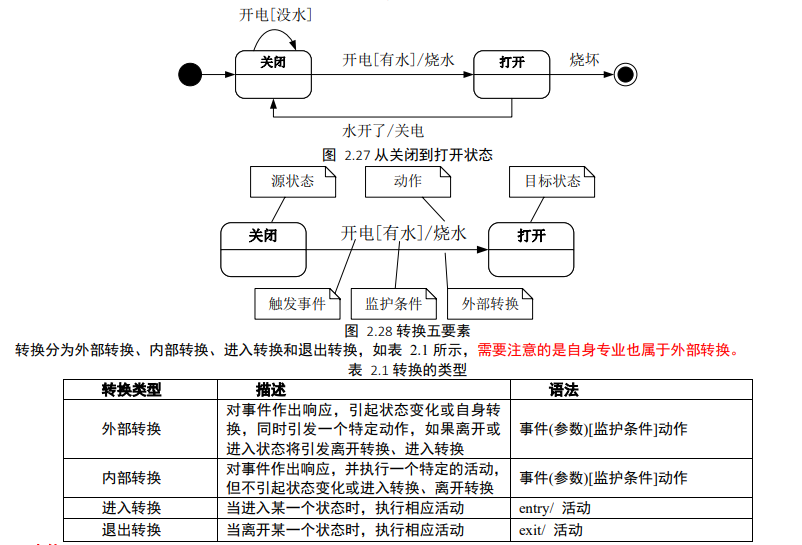 开电[没水]
关闭
开电[有水]/烧水
打开
烧坏
水开了/关电
图 2.27 从关闭到打开状态
源状态
动作
目标状态
关闭
开电[有水]/烧水
打开
触发事件
监护条件
外部转换
图 2.28 转换五要素
转换分为外部转换、内部转换、进入转换和退出转换，如表 2.1 所示，需要注意的是自身专业也属于外部转换。
表 2.1 转换的类型
转换类型 描述 语法
外部转换 对事件作出响应，引起状态变化或自身转
换，同时引发一个特定动作，如果离开或
进入状态将引发离开转换、进入转换 事件(参数)[监护条件]动作
内部转换 对事件作出响应，并执行一个特定的活动，
但不引起状态变化或进入转换、离开转换 事件(参数)[监护条件]动作
进入转换 当进入某一个状态时，执行相应活动 entry/ 活动
退出转换 当离开某一个状态时，执行相应活动 exit/ 活动